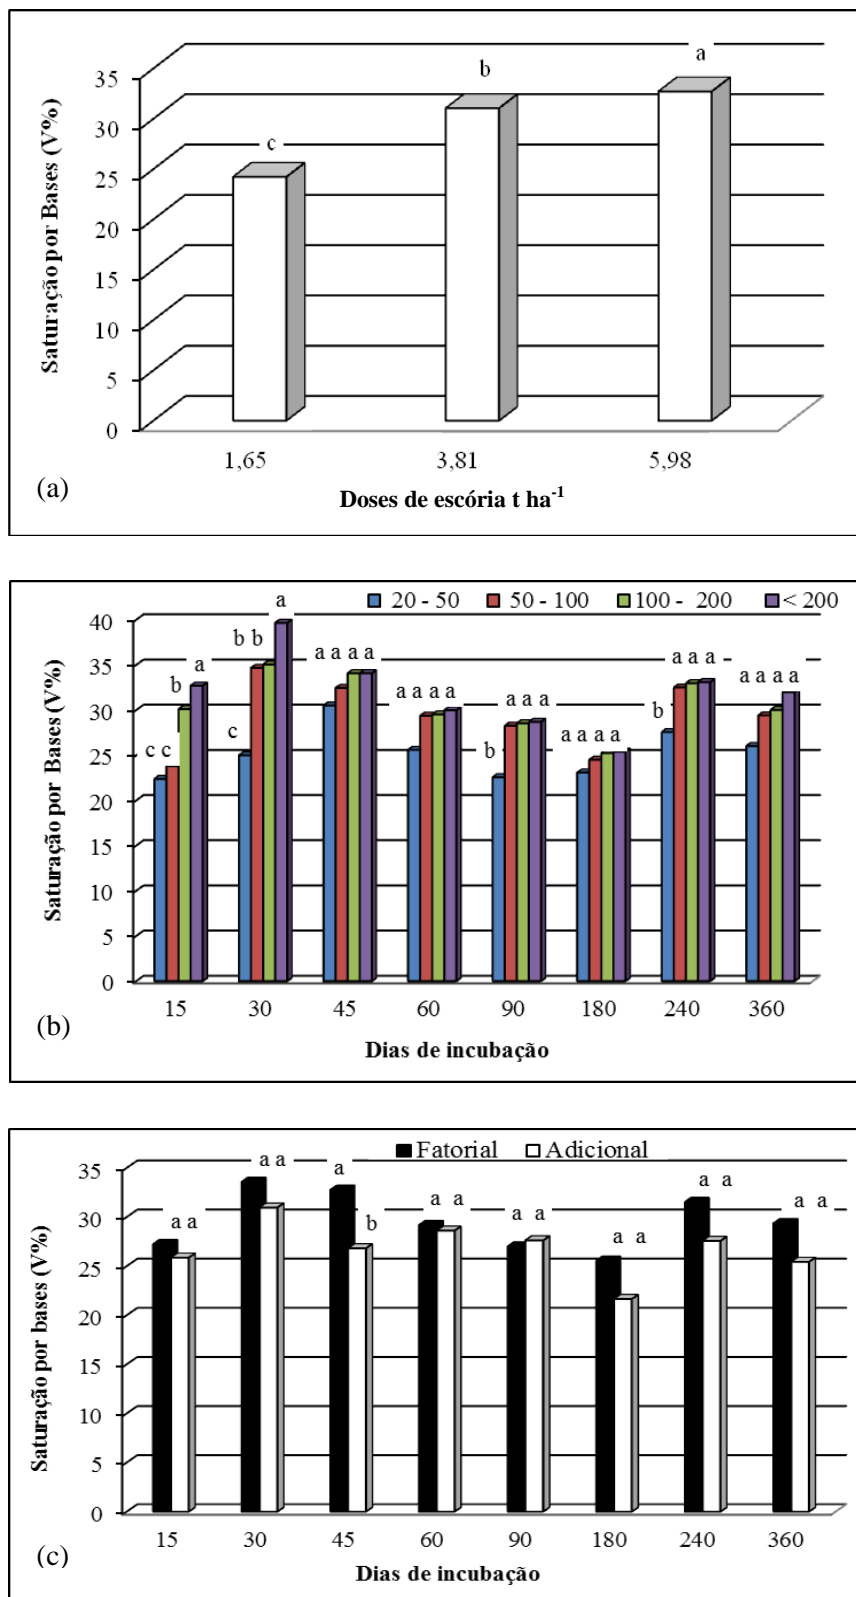 35
30
25
20
15
10
5
0
Saturação por Bases (V%)
c
b
a
1,65
3,81
5,98
(a)
Doses de escória t ha-1
20 - 50
50 - 100
100 - 200
< 200
40
35
30
25
20
15
10
5
0
Saturação por Bases (V%)
c c b a
c b b a
a a a a
a a a a
b a a a
a a a a
b a a a
a a a a
15 30 45 60 90 180 240 360
(b)
Dias de incubação
Fatorial
Adicional
35
30
25
20
15
10
5
0
Saturação por bases (V%)
a a
a a
a b
a a
a a
a a
a a
a a
15 30 45 60 90 180 240 360
(c)
Dias de incubação